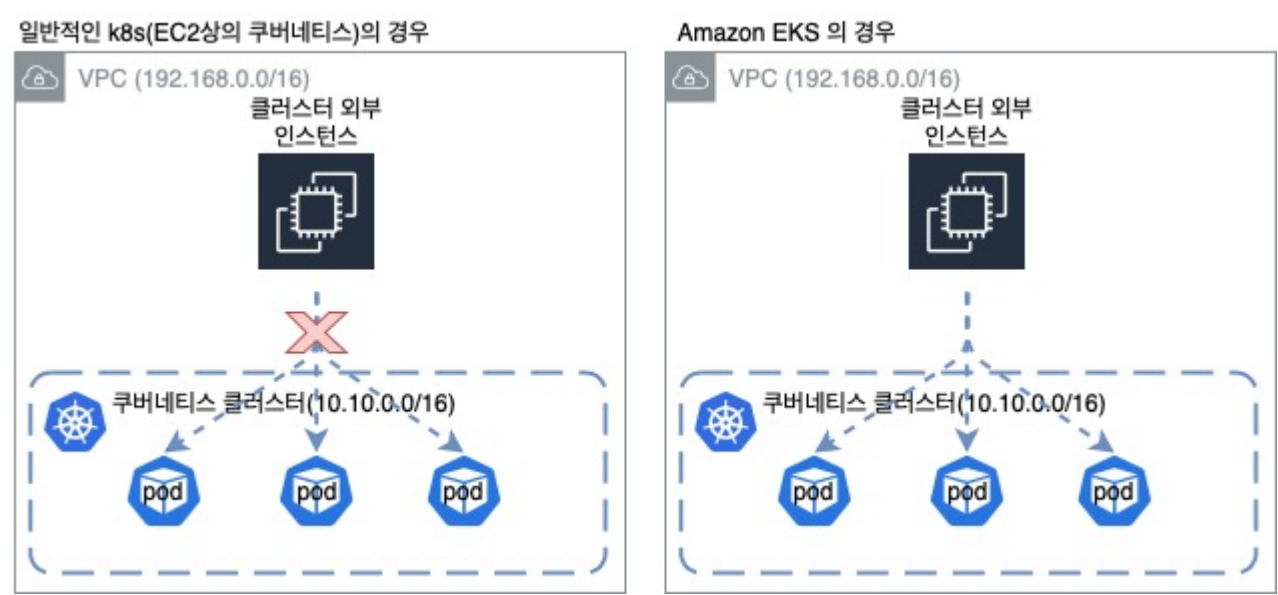 일반적인 k8s(EC2상의 쿠버네티스)의 경우
VPC (192.168.0.0/16)
클러스터 외부
인스턴스
쿠버네티스 클러스터(10.10.0.0/16)
pod
pod
pod
Amazon EKS 의 경우
VPC (192.168.0.0/16)
클러스터 외부
인스턴스
쿠버네티스 클러스터(10.10.0.0/16)
pod
pod
pod